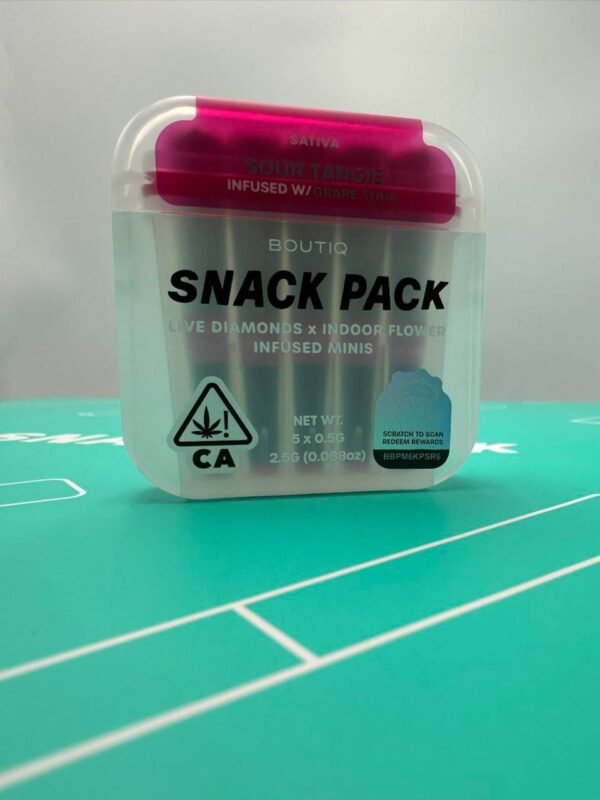 SATIVA
SOUR TANGIE
INFUSED W/ GRAPE SODA
BOUTIQ
SNACK PACK
LIVE DIAMONDS x INDOOR FLOWER
INFUSED MINIS
NET WT.
5 x 0.5G
2.5G (0.088oz)
CA
SCRATCH TO SCAN
REDEEM REWARDS
BBPM6KPSR6